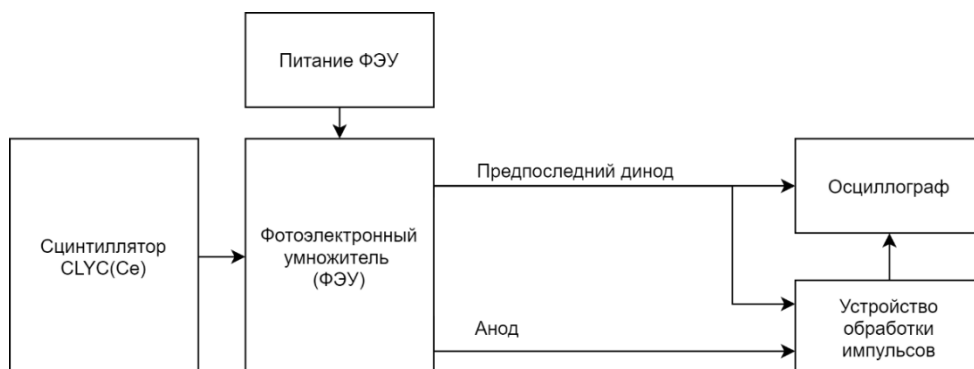 Питание ФЭУ
Предпоследний динод
Осциллограф
Сцинтиллятор
CLYC(Ce)
Фотоэлектронный
умножитель
(ФЭУ)
Анод
Устройство
обработки
импульсов